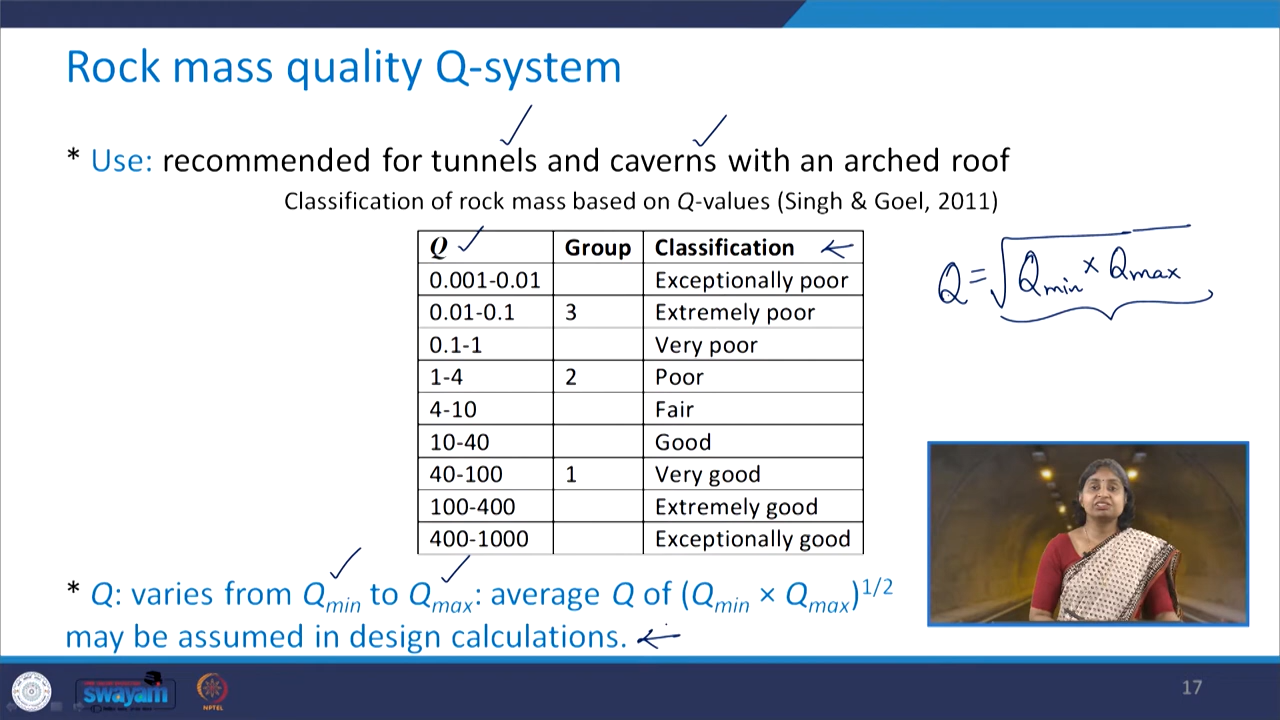 Rock mass quality Q-system
* Use: recommended for tunnels and caverns with an arched roof
Classification of rock mass based on Q-values (Singh & Goel, 2011)
Q Group Classification
0.001-0.01 Exceptionally poor
0.01-0.1 3 Extremely poor
0.1-1 Very poor
1-4 2 Poor
4-10 Fair
10-40 Good
40-100 1 Very good
100-400 Extremely good
400-1000 Exceptionally good
Q = √Qmin × Qmax
* Q: varies from Qmin to Qmax: average Q of (Qmin × Qmax)1/2
may be assumed in design calculations.
swayam
NPTEL
17